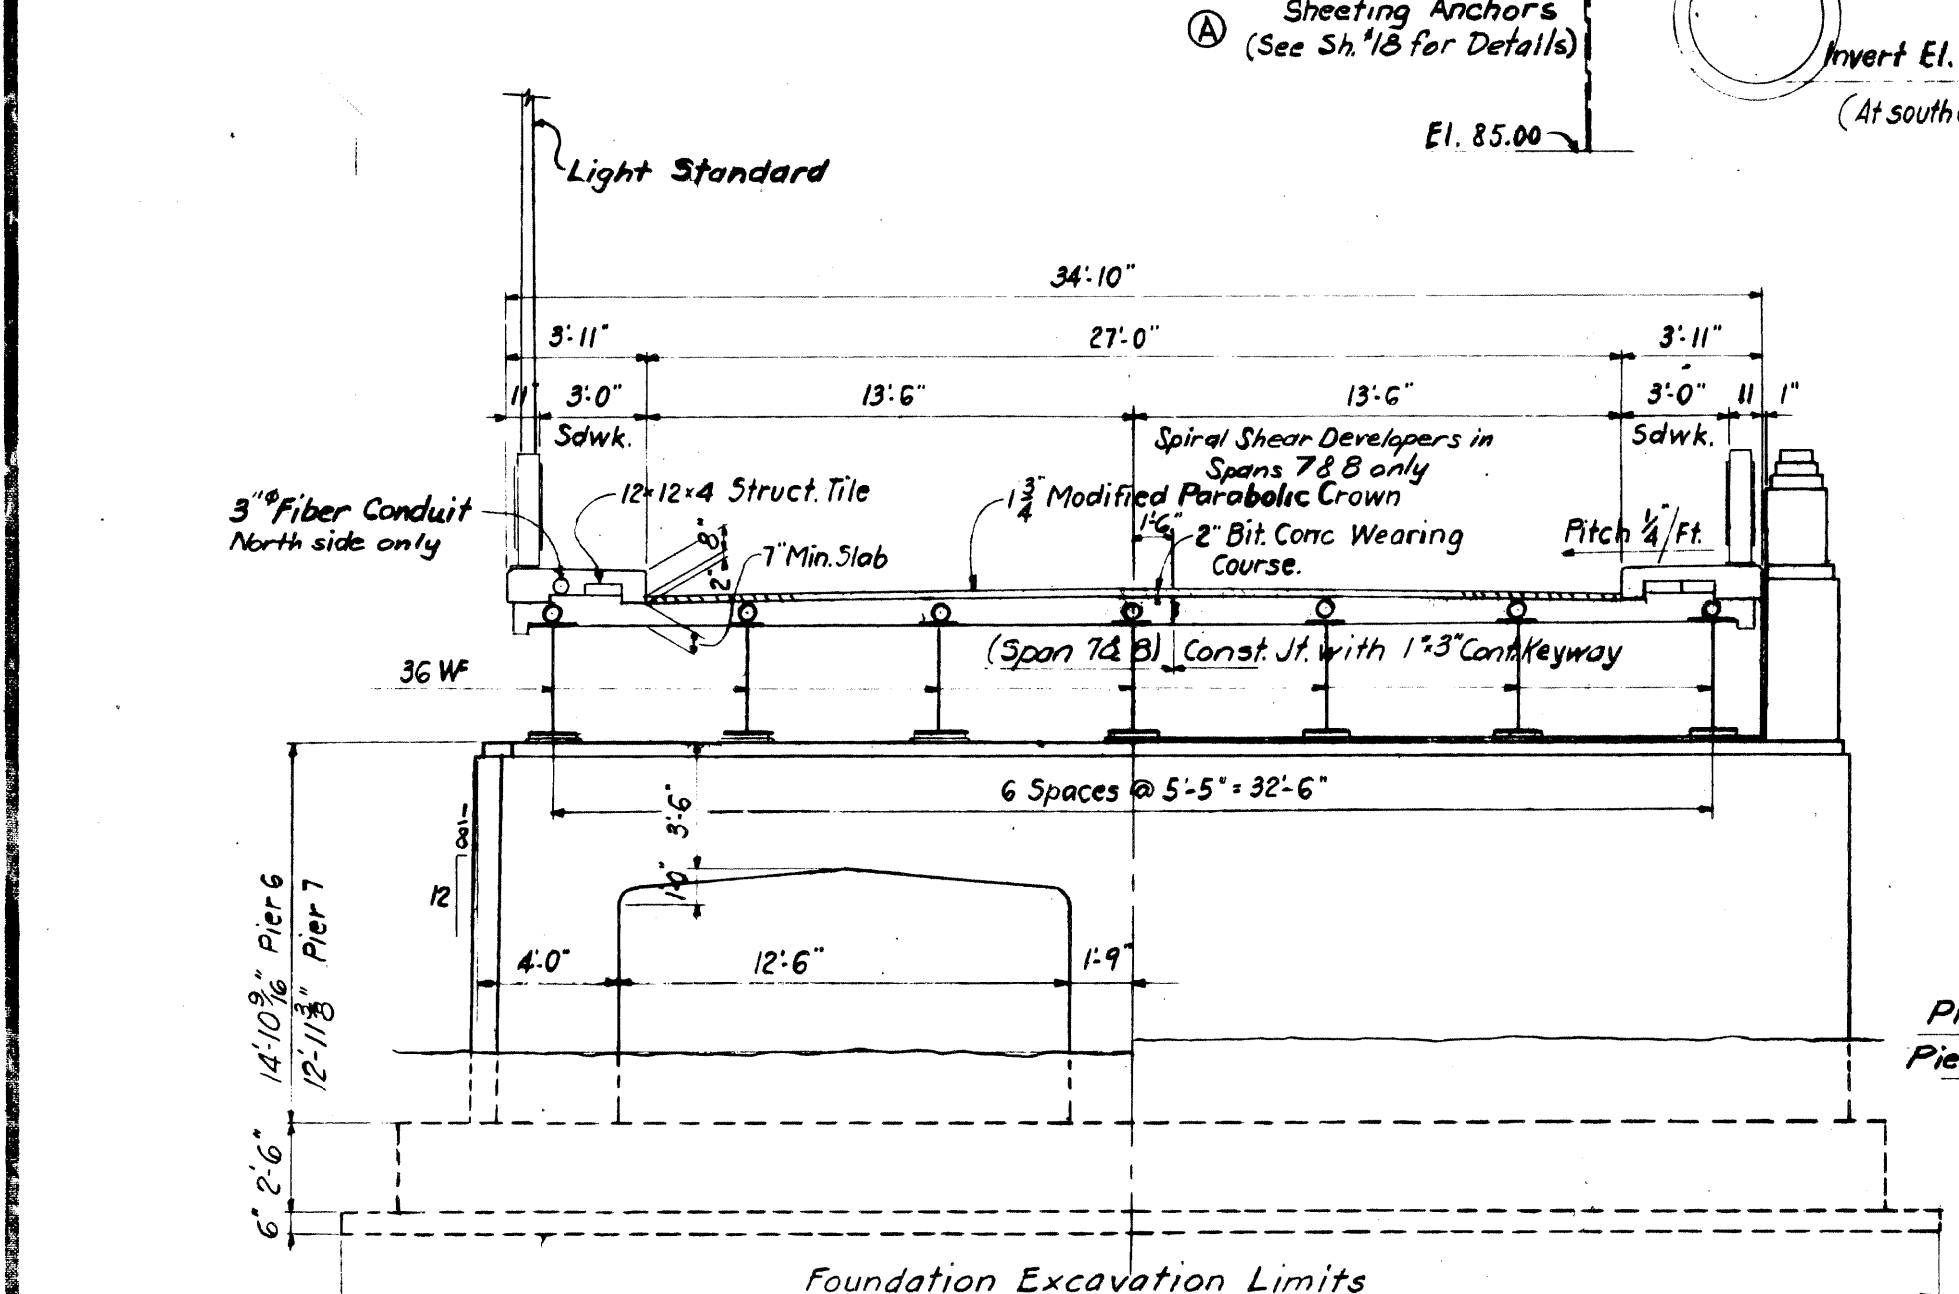 Sheeting Anchors
Ⓐ (See Sh. #18 for Details)
Invert El.
(At south
El. 85.00
Light Standard
34'-10"
3'-11" 27'-0" 3'-11"
11 3'-0" 13'-6" 13'-6" 3'-0" 11 1"
Sdwk. Sdwk.
Spiral Shear Developers in
Spans 7 & 8 only
12x12x4 Struct. Tile
1 3/4" Modified Parabolic Crown
3"φ Fiber Conduit
North side only
8"
2"
7" Min. Slab
1'-6"
2" Bit. Conc Wearing
Course.
Pitch 1/4"/Ft.
(Span 7 & 8) Const. Jt. with 1"x3" Cont. Keyway
36 WF
6 Spaces @ 5'-5" = 32'-6"
3'-6"
1'-0"
12
4'-0" 12'-6" 1'-9"
14'-10 9/16" Pier 6
12'-11 3/8" Pier 7
2'-6"
6"
Foundation Excavation Limits